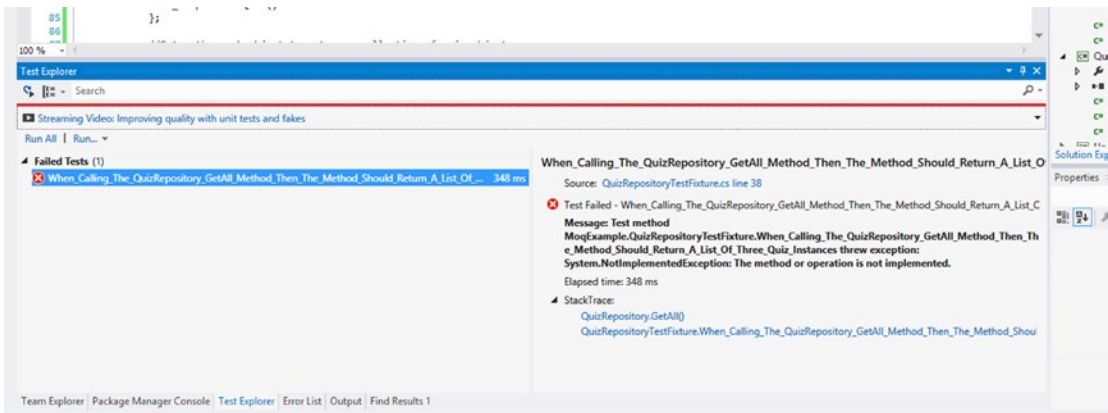 85
};
86
100 %
Test Explorer
Search
Streaming Video: Improving quality with unit tests and fakes
Run All | Run...
Failed Tests (1)
When_Calling_The_QuizRepository_GetAll_Method_Then_The_Method_Should_Return_A_List_Of_... 348 ms
When_Calling_The_QuizRepository_GetAll_Method_Then_The_Method_Should_Return_A_List_O
Source: QuizRepositoryTestFixture.cs line 38
Test Failed - When_Calling_The_QuizRepository_GetAll_Method_Then_The_Method_Should_Return_A_List_C
Message: Test method
MoqExample.QuizRepositoryTestFixture.When_Calling_The_QuizRepository_GetAll_Method_Then_Th
e_Method_Should_Return_A_List_Of_Three_Quiz_Instances threw exception:
System.NotImplementedException: The method or operation is not implemented.
Elapsed time: 348 ms
StackTrace:
QuizRepository.GetAll()
QuizRepositoryTestFixture.When_Calling_The_QuizRepository_GetAll_Method_Then_The_Method_Shoul
Team Explorer Package Manager Console Test Explorer Error List Output Find Results 1
C#
C#
C# Qu
C#
C#
C#
Solution Exp
Properties